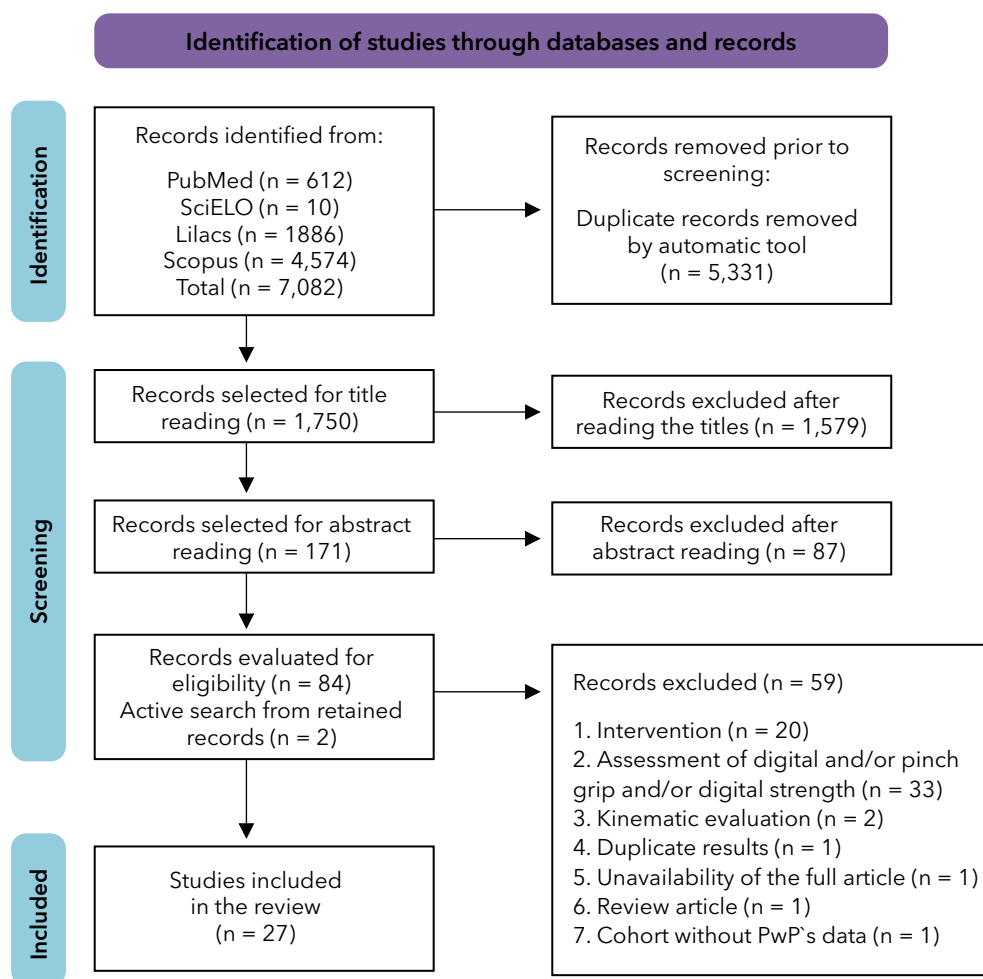 Identification of studies through databases and records
Identification
Records identified from:
PubMed (n = 612)
SciELO (n = 10)
Lilacs (n = 1886)
Scopus (n = 4,574)
Total (n = 7,082)
Records removed prior to
screening:
Duplicate records removed
by automatic tool
(n = 5,331)
Screening
Records selected for title
reading (n = 1,750)
Records excluded after
reading the titles (n = 1,579)
Records selected for abstract
reading (n = 171)
Records excluded after
abstract reading (n = 87)
Records evaluated for
eligibility (n = 84)
Active search from retained
records (n = 2)
Records excluded (n = 59)
1. Intervention (n = 20)
2. Assessment of digital and/or pinch
grip and/or digital strength (n = 33)
3. Kinematic evaluation (n = 2)
4. Duplicate results (n = 1)
5. Unavailability of the full article (n = 1)
6. Review article (n = 1)
7. Cohort without PwP`s data (n = 1)
Included
Studies included
in the review
(n = 27)